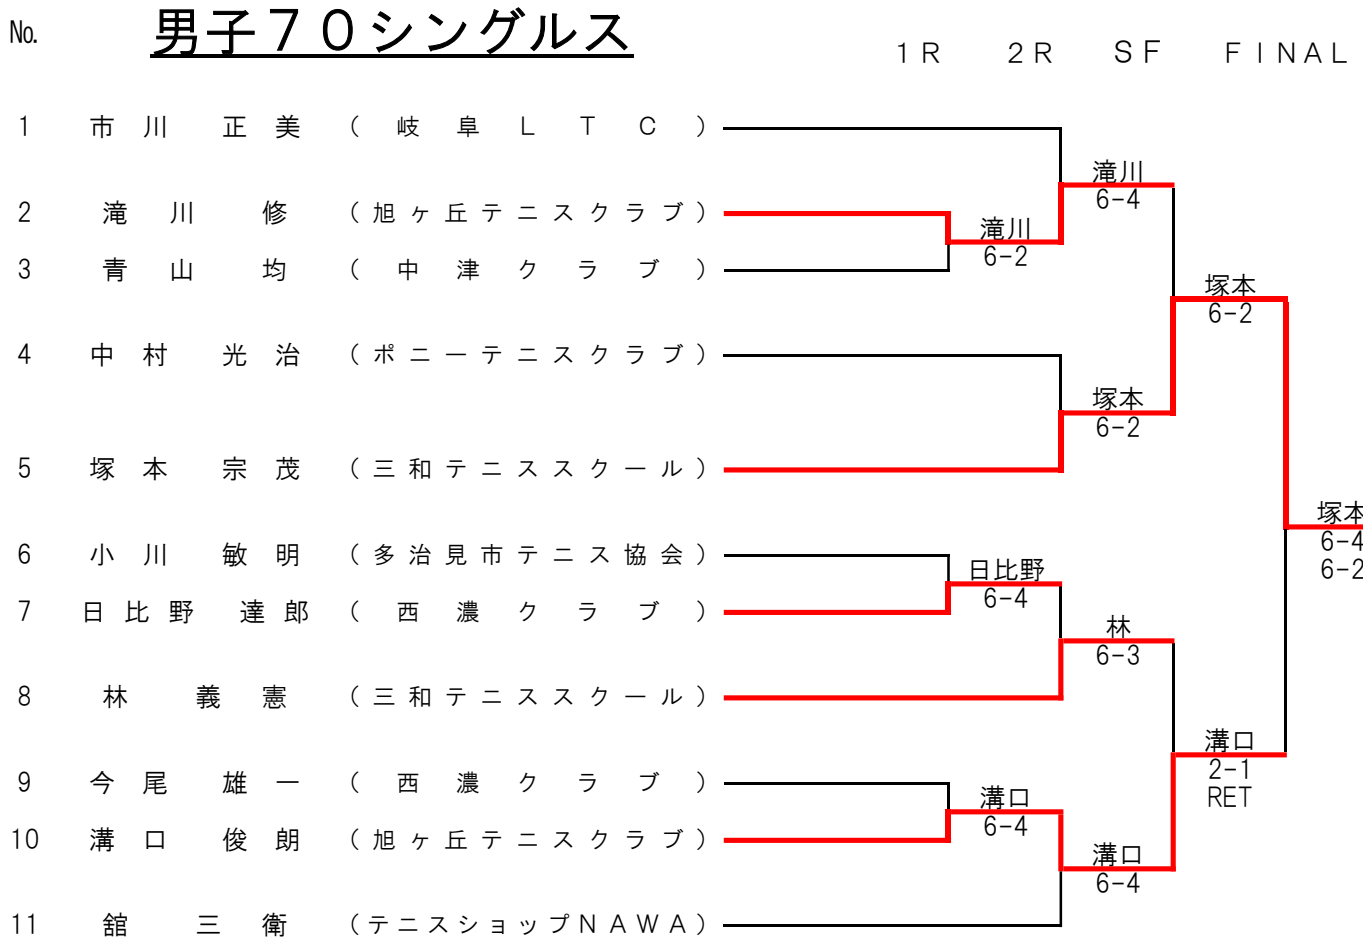 No. 男子７０シングルス
１Ｒ ２Ｒ ＳＦ ＦＩＮＡＬ
1 市川 正美 （岐阜ＬＴＣ）
滝川
6-4
2 滝川 修 （旭ヶ丘テニスクラブ）
滝川
6-2
3 青山 均 （中津クラブ）
塚本
6-2
4 中村 光治 （ポニーテニスクラブ）
塚本
6-2
5 塚本 宗茂 （三和テニススクール）
塚本
6-4
6-2
6 小川 敏明 （多治見市テニス協会）
日比野
6-4
7 日比野 達郎 （西濃クラブ）
林
6-3
8 林 義憲 （三和テニススクール）
溝口
2-1
RET
9 今尾 雄一 （西濃クラブ）
溝口
6-4
10 溝口 俊朗 （旭ヶ丘テニスクラブ）
溝口
6-4
11 舘 三衛 （テニスショップＮＡＷＡ）